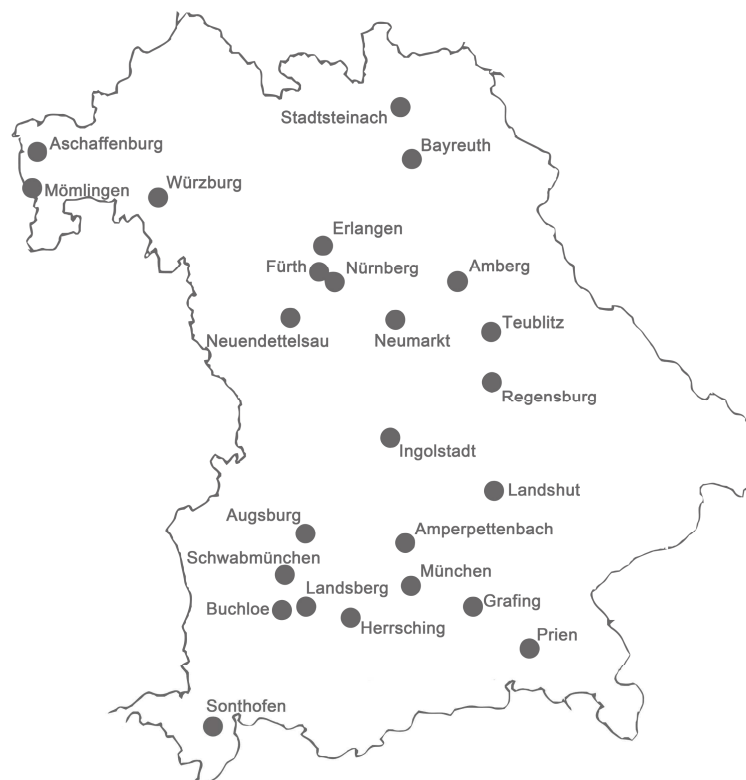 Stadtsteinach
Bayreuth
Aschaffenburg
Mömlingen
Würzburg
Erlangen
Fürth
Nürnberg
Amberg
Neuendettelsau
Neumarkt
Teublitz
Regensburg
Ingolstadt
Landshut
Augsburg
Amperpettenbach
Schwabmünchen
München
Landsberg
Buchloe
Herrsching
Grafing
Prien
Sonthofen